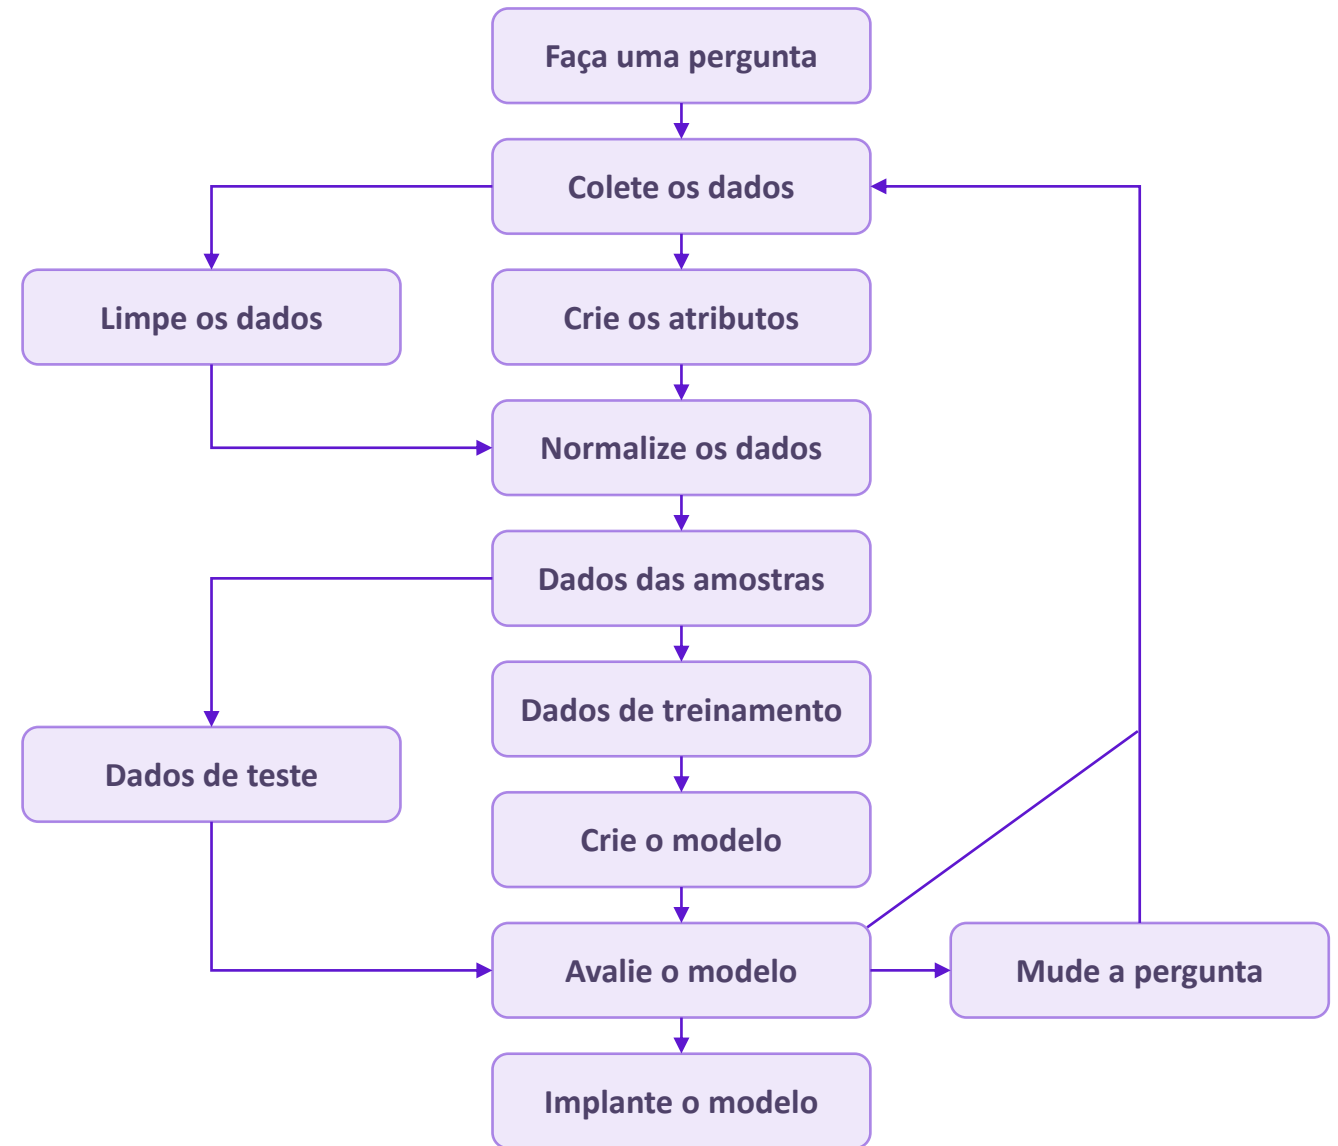 Faça uma pergunta
Colete os dados
Limpe os dados
Crie os atributos
Normalize os dados
Dados das amostras
Dados de treinamento
Dados de teste
Crie o modelo
Avalie o modelo
Mude a pergunta
Implante o modelo